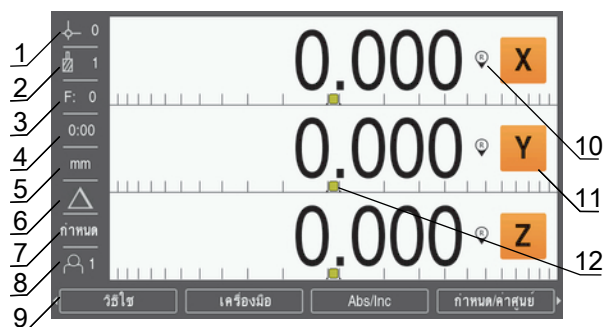 1 0 0.000 R X
2 1
3 F: 0
4 0:00 0.000 R Y 10
5 mm 11
6
7 กำหนด 0.000 R Z 12
8 1
9 วิธีใช้ เครื่องมือ Abs/Inc กำหนด/ค่าศูนย์